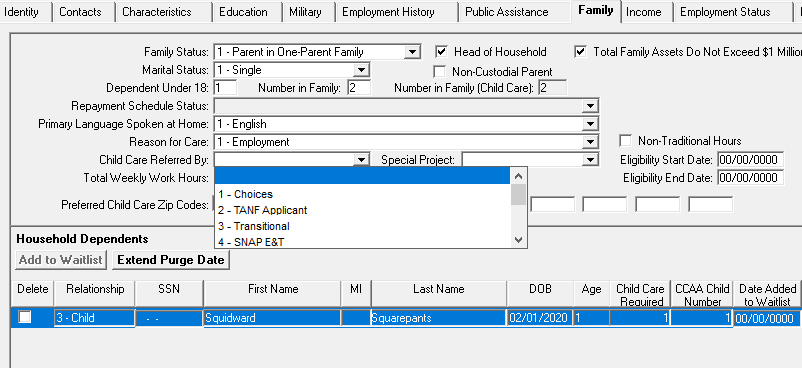 Identity Contacts Characteristics Education Military Employment History Public Assistance Family Income Employment Status
Family Status: 1 - Parent in One-Parent Family Head of Household Total Family Assets Do Not Exceed $1 Million
Marital Status: 1 - Single Non-Custodial Parent
Dependent Under 18: 1 Number in Family: 2 Number in Family (Child Care): 2
Repayment Schedule Status:
Primary Language Spoken at Home: 1 - English
Reason for Care: 1 - Employment Non-Traditional Hours
Child Care Referred By: Special Project: Eligibility Start Date: 00/00/0000
Total Weekly Work Hours: Eligibility End Date: 00/00/0000
1 - Choices
Preferred Child Care Zip Codes: 2 - TANF Applicant
3 - Transitional
4 - SNAP E&T
Household Dependents
Add to Waitlist Extend Purge Date
Delete Relationship SSN First Name MI Last Name DOB Age Child Care Required CCAA Child Number Date Added to Waitlist
3 - Child - - Squidward Squarepants 02/01/2020 1 1 1 00/00/0000